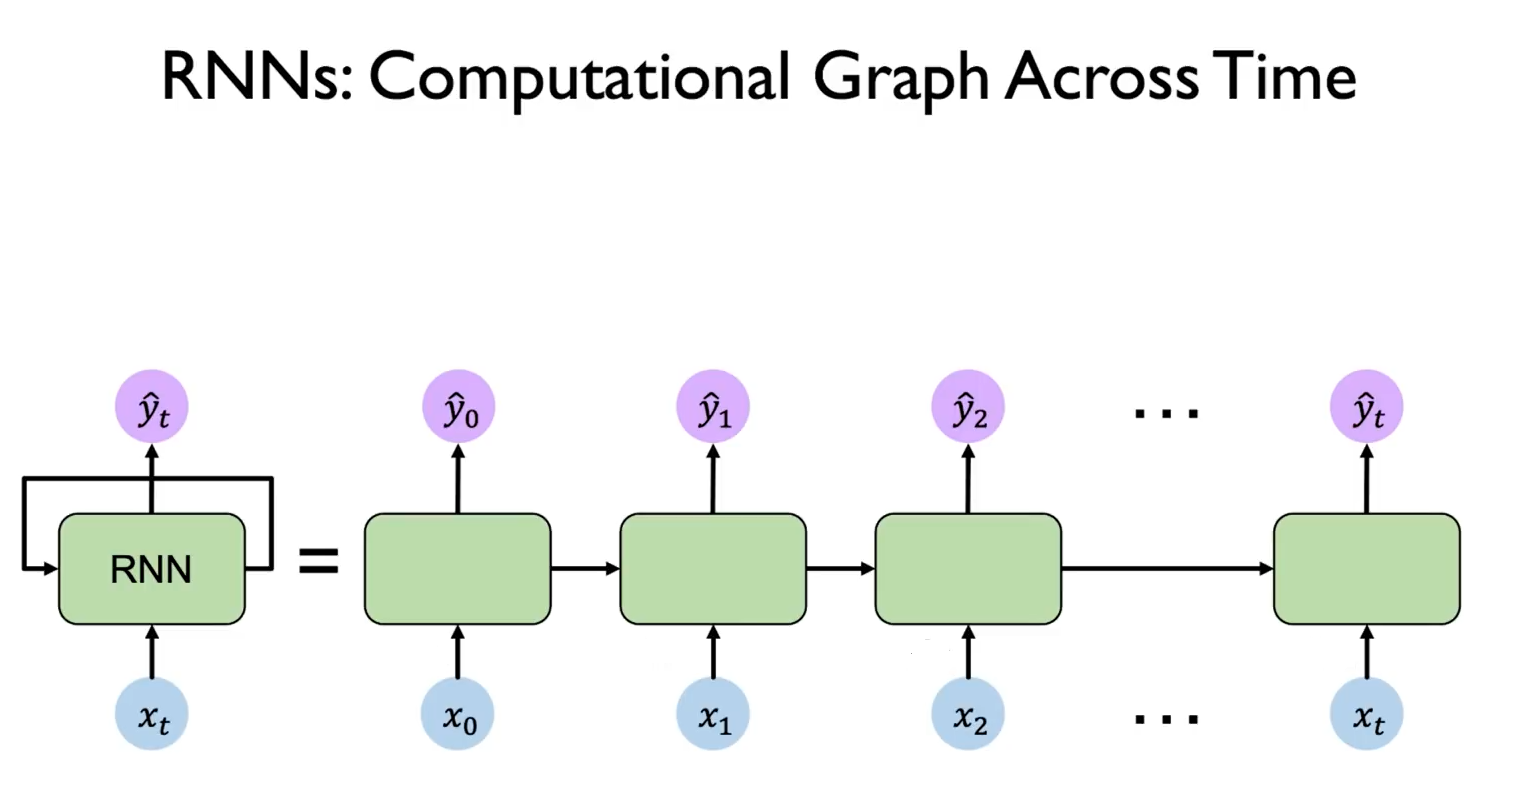 RNNs: Computational Graph Across Time
ŷₜ ŷ₀ ŷ₁ ŷ₂ ... ŷₜ
RNN =
xₜ x₀ x₁ x₂ ... xₜ